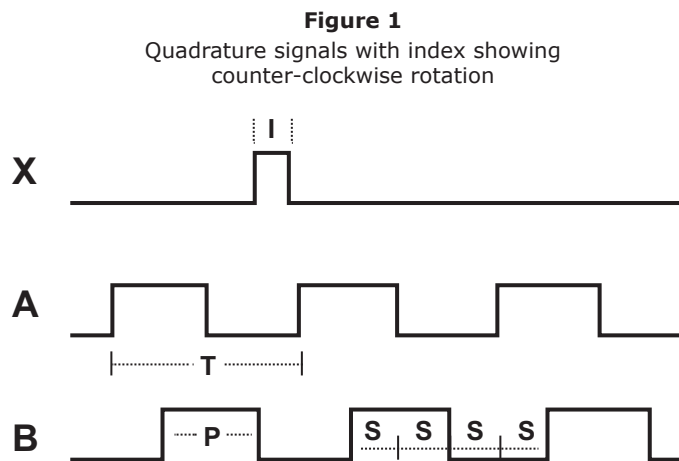 Figure 1
Quadrature signals with index showing
counter-clockwise rotation
I
X
A
T
B
P
S S S S